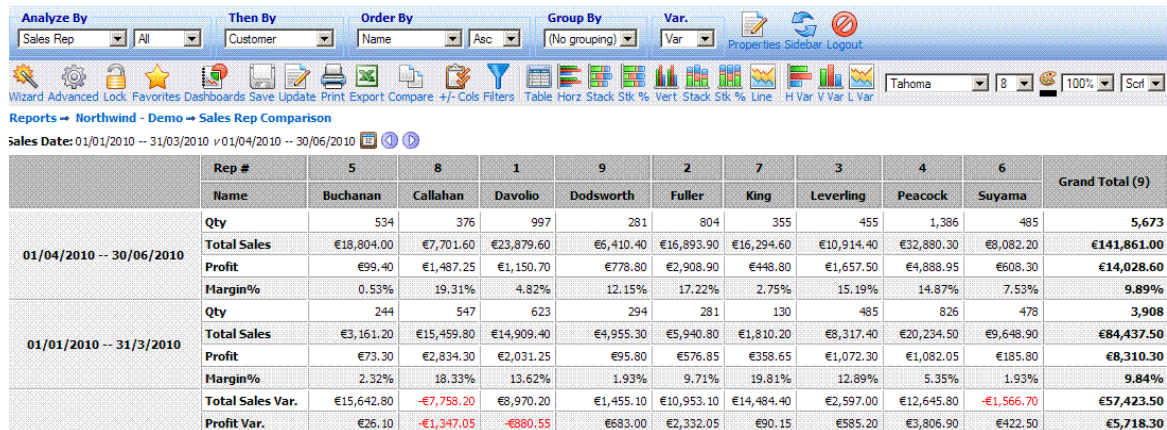 Analyze By Then By Order By Group By Var.
Sales Rep All Customer Name Asc (No grouping) Var Properties Sidebar Logout
Wizard Advanced Lock Favorites Dashboards Save Update Print Export Compare +/- Cols Filters Table Horz Stack Stk % Vert Stack Stk % Line H Var V Var L Var Tahoma 8 100% Scrl
Reports → Northwind - Demo → Sales Rep Comparison
Sales Date: 01/01/2010 -- 31/03/2010 v 01/04/2010 -- 30/06/2010
Rep # 5 8 1 9 2 7 3 4 6 Grand Total (9)
Name Buchanan Callahan Davolio Dodsworth Fuller King Leverling Peacock Suyama
01/04/2010 -- 30/06/2010
Qty 534 376 997 281 804 355 455 1,386 485 5,673
Total Sales €18,804.00 €7,701.60 €23,879.60 €6,410.40 €16,893.90 €16,294.60 €10,914.40 €32,880.30 €8,082.20 €141,861.00
Profit €99.40 €1,487.25 €1,150.70 €778.80 €2,908.90 €448.80 €1,657.50 €4,888.95 €608.30 €14,028.60
Margin% 0.53% 19.31% 4.82% 12.15% 17.22% 2.75% 15.19% 14.87% 7.53% 9.89%
01/01/2010 -- 31/3/2010
Qty 244 547 623 294 281 130 485 826 478 3,908
Total Sales €3,161.20 €15,459.80 €14,909.40 €4,955.30 €5,940.80 €1,810.20 €8,317.40 €20,234.50 €9,648.90 €84,437.50
Profit €73.30 €2,834.30 €2,031.25 €95.80 €576.85 €358.65 €1,072.30 €1,082.05 €185.80 €8,310.30
Margin% 2.32% 18.33% 13.62% 1.93% 9.71% 19.81% 12.89% 5.35% 1.93% 9.84%
Total Sales Var. €15,642.80 -€7,758.20 €8,970.20 €1,455.10 €10,953.10 €14,484.40 €2,597.00 €12,645.80 -€1,566.70 €57,423.50
Profit Var. €26.10 -€1,347.05 -€880.55 €683.00 €2,332.05 €90.15 €585.20 €3,806.90 €422.50 €5,718.30